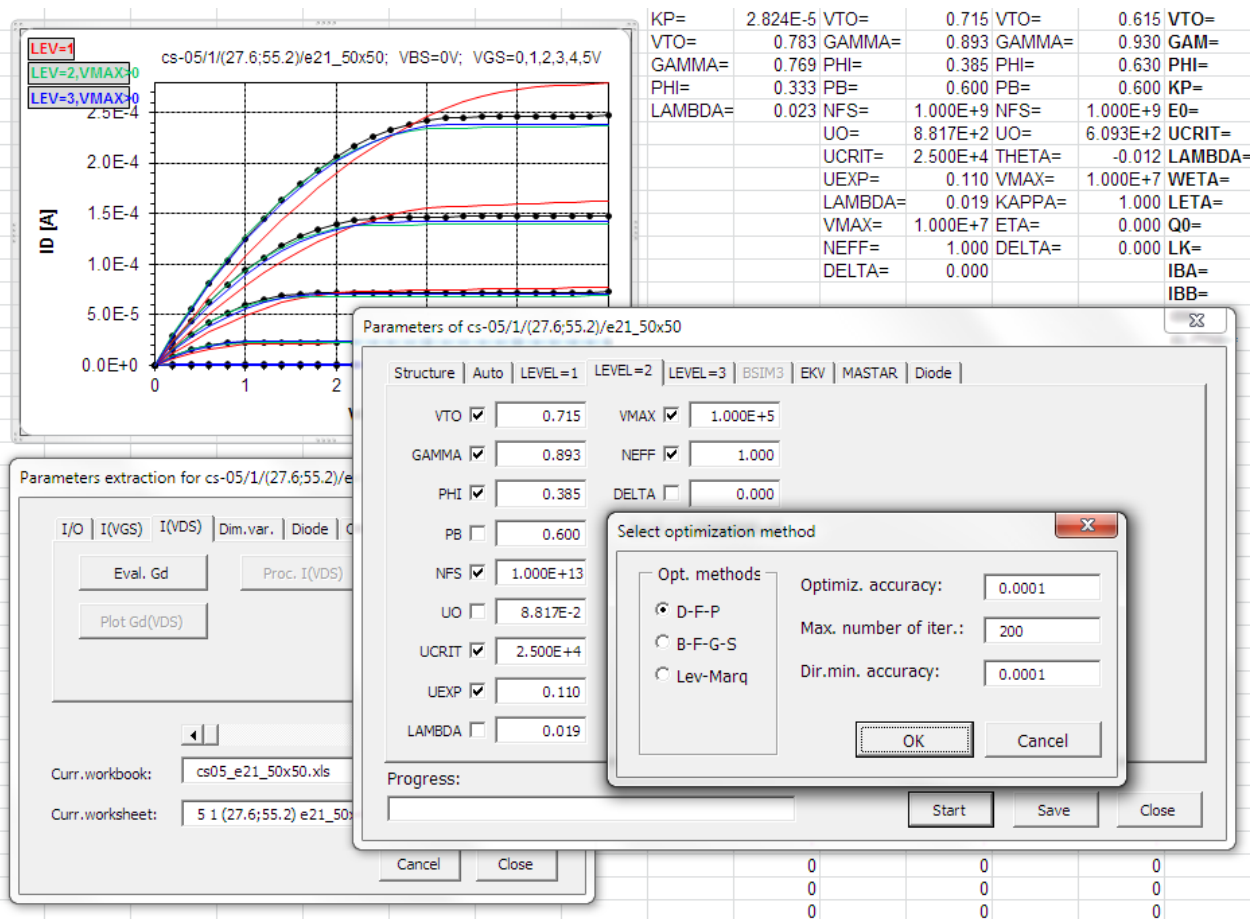 LEV=1
LEV=2,VMAX>0
LEV=3,VMAX>0
cs-05/1/(27.6;55.2)/e21_50x50; VBS=0V; VGS=0,1,2,3,4,5V
2.5E-4
2.0E-4
1.5E-4
1.0E-4
5.0E-5
0.0E+0
ID [A]
0 1 2
KP= 2.824E-5 VTO= 0.715 VTO= 0.615 VTO=
VTO= 0.783 GAMMA= 0.893 GAMMA= 0.930 GAM=
GAMMA= 0.769 PHI= 0.385 PHI= 0.630 PHI=
PHI= 0.333 PB= 0.600 PB= 0.600 KP=
LAMBDA= 0.023 NFS= 1.000E+9 NFS= 1.000E+9 E0=
UO= 8.817E+2 UO= 6.093E+2 UCRIT=
UCRIT= 2.500E+4 THETA= -0.012 LAMBDA=
UEXP= 0.110 VMAX= 1.000E+7 WETA=
LAMBDA= 0.019 KAPPA= 1.000 LETA=
VMAX= 1.000E+7 ETA= 0.000 Q0=
NEFF= 1.000 DELTA= 0.000 LK=
DELTA= 0.000 IBA=
IBB=
Parameters of cs-05/1/(27.6;55.2)/e21_50x50
Structure Auto LEVEL=1 LEVEL=2 LEVEL=3 BSIM3 EKV MASTAR Diode
VTO 0.715 VMAX 1.000E+5
GAMMA 0.893 NEFF 1.000
PHI 0.385 DELTA 0.000
PB 0.600
NFS 1.000E+13
UO 8.817E-2
UCRIT 2.500E+4
UEXP 0.110
LAMBDA 0.019
Progress:
Start Save Close
Select optimization method
Opt. methods
D-F-P
B-F-G-S
Lev-Marq
Optimiz. accuracy: 0.0001
Max. number of iter.: 200
Dir.min. accuracy: 0.0001
OK Cancel
Parameters extraction for cs-05/1/(27.6;55.2)/e
I/O I(VGS) I(VDS) Dim.var. Diode
Eval. Gd Proc. I(VDS)
Plot Gd(VDS)
Curr.workbook: cs05_e21_50x50.xls
Curr.worksheet: 5 1 (27.6;55.2) e21_50x
Cancel Close
0 0 0
0 0 0
0 0 0